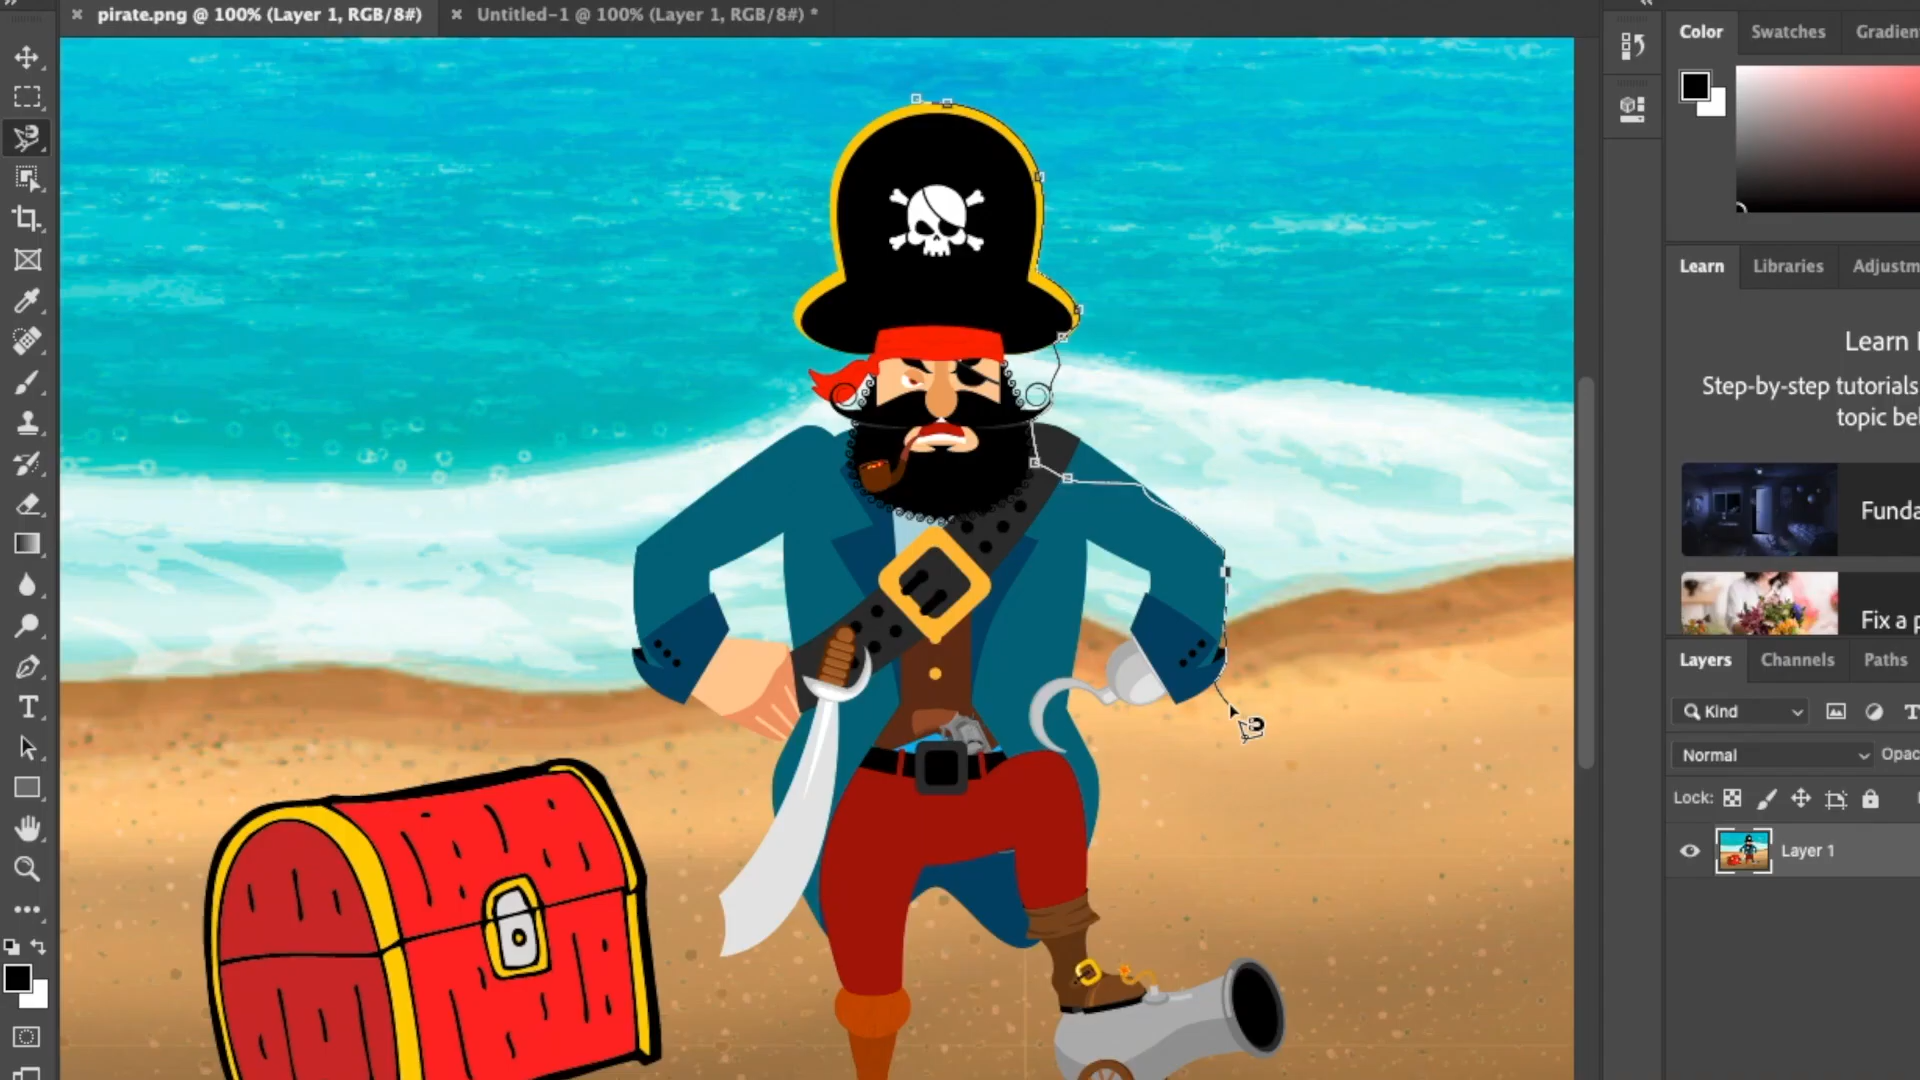 × pirate.png @ 100% (Layer 1, RGB/8#) × Untitled-1 @ 100% (Layer 1, RGB/8#) *
Color Swatches Gradien
Learn Libraries Adjustm
Learn
Step-by-step tutorials
topic bel
Funda
Fix a p
Layers Channels Paths
Kind
Normal Opac
Lock:
Layer 1